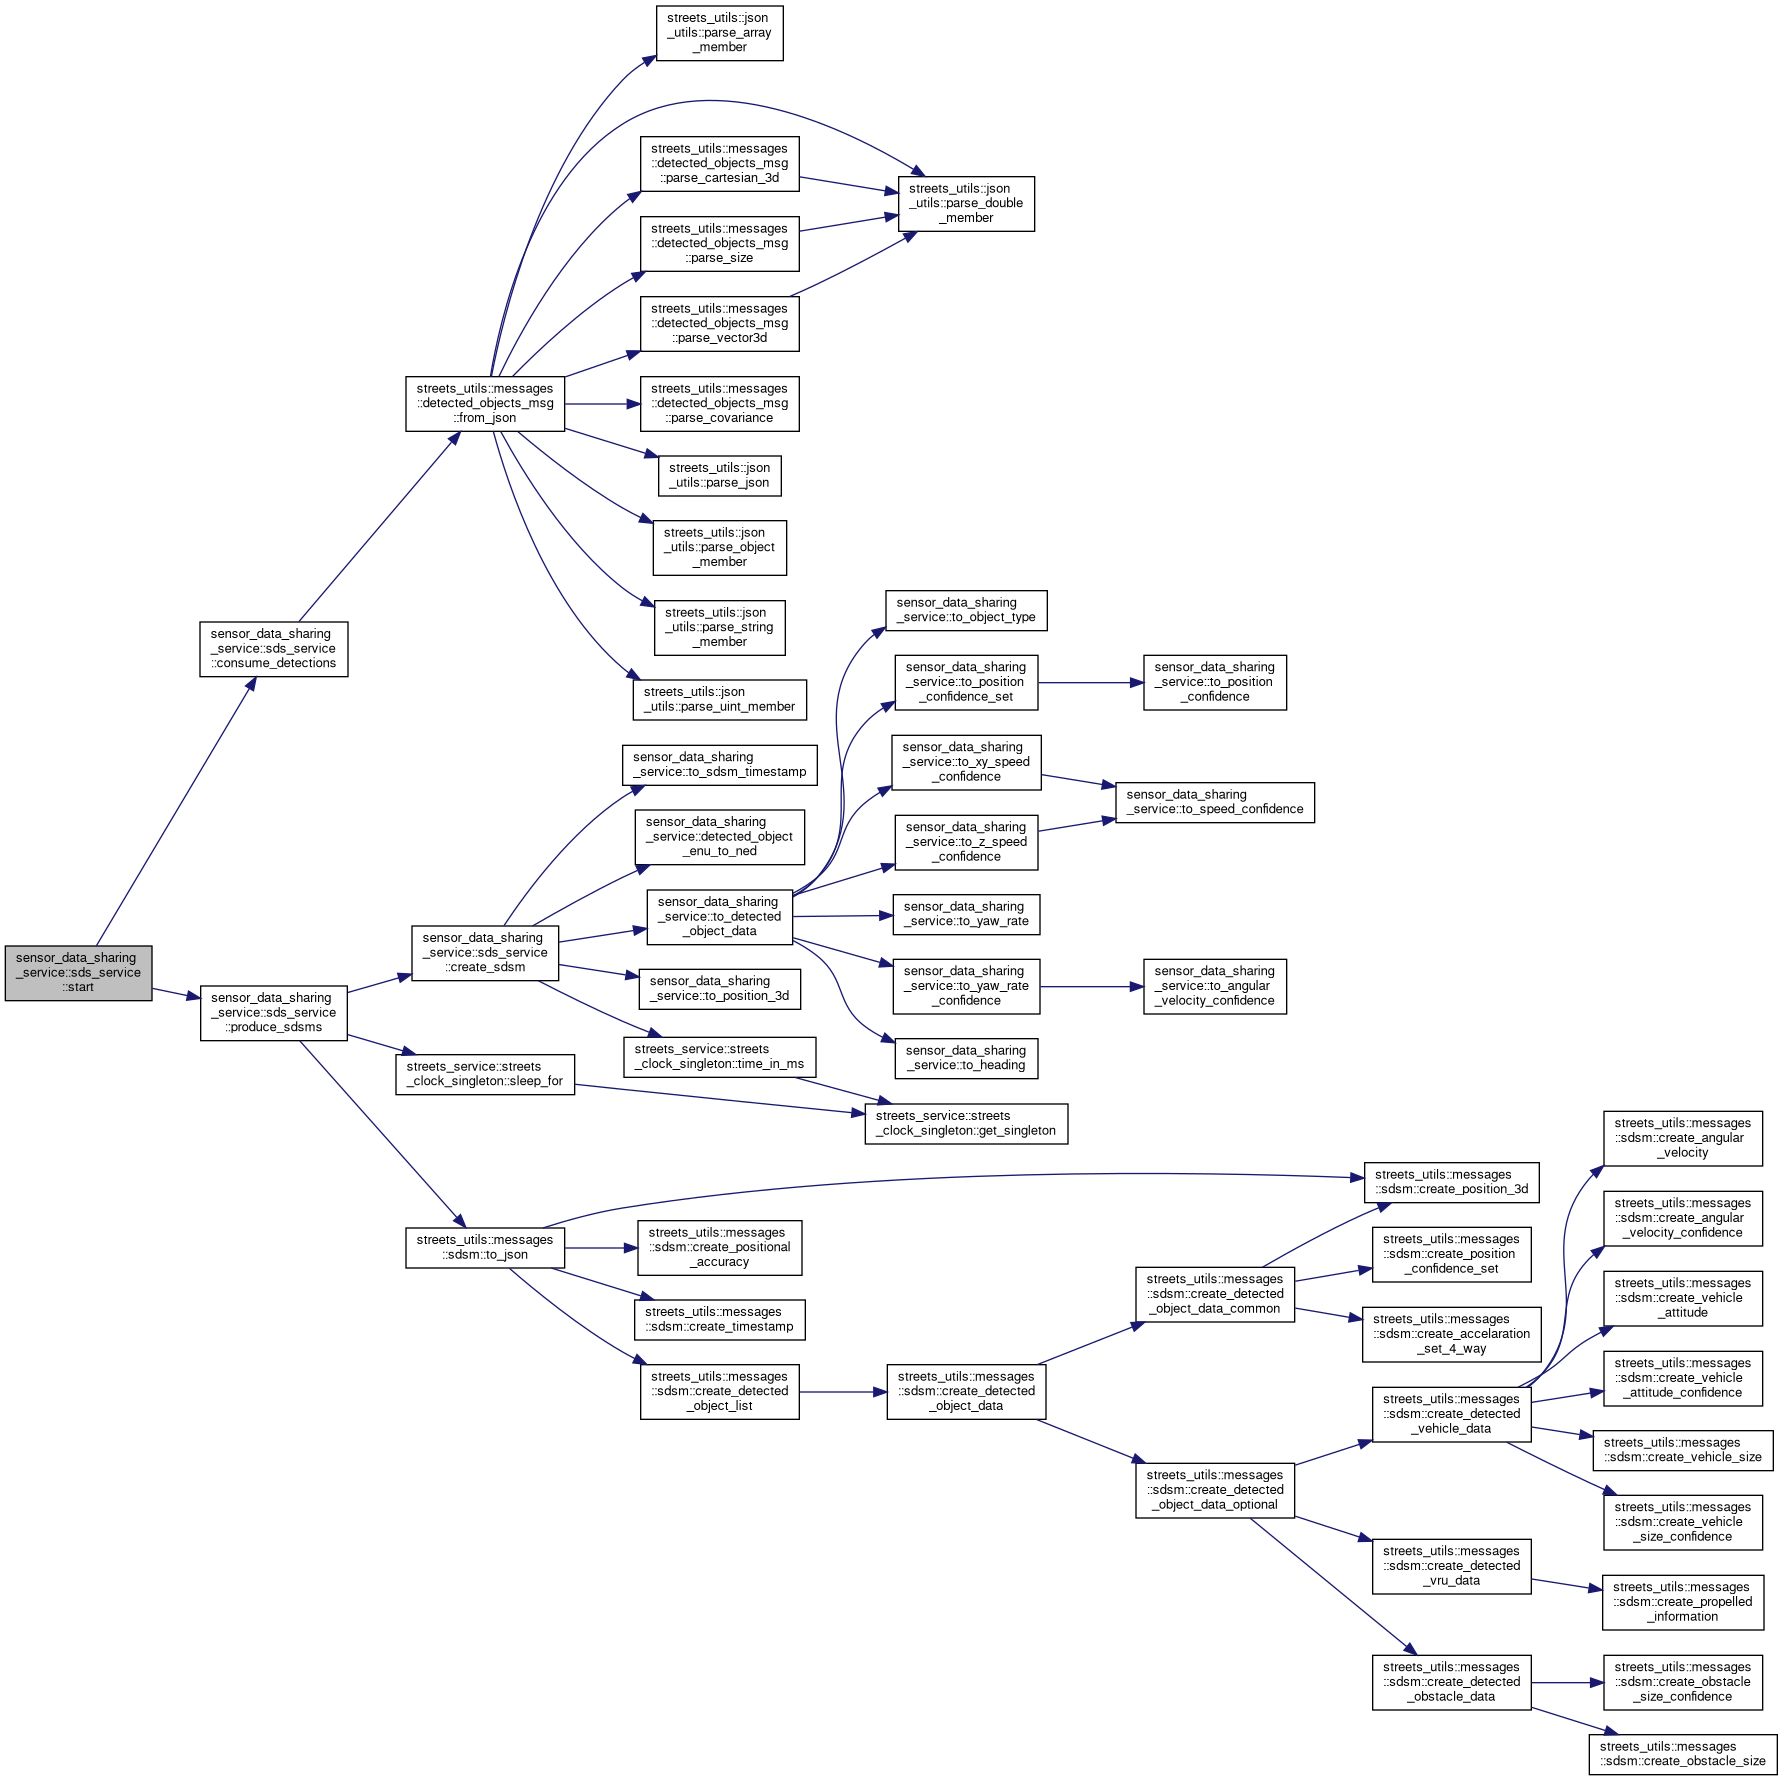 sensor_data_sharing
_service::sds_service
::start
sensor_data_sharing
_service::sds_service
::consume_detections
sensor_data_sharing
_service::sds_service
::produce_sdsms
streets_utils::messages
::detected_objects_msg
::from_json
streets_utils::json
_utils::parse_array
_member
streets_utils::messages
::detected_objects_msg
::parse_cartesian_3d
streets_utils::json
_utils::parse_double
_member
streets_utils::messages
::detected_objects_msg
::parse_size
streets_utils::messages
::detected_objects_msg
::parse_vector3d
streets_utils::messages
::detected_objects_msg
::parse_covariance
streets_utils::json
_utils::parse_json
streets_utils::json
_utils::parse_object
_member
streets_utils::json
_utils::parse_string
_member
streets_utils::json
_utils::parse_uint_member
sensor_data_sharing
_service::sds_service
::create_sdsm
streets_service::streets
_clock_singleton::sleep_for
streets_utils::messages
::sdsm::to_json
sensor_data_sharing
_service::to_sdsm_timestamp
sensor_data_sharing
_service::detected_object
_enu_to_ned
sensor_data_sharing
_service::to_detected
_object_data
sensor_data_sharing
_service::to_position_3d
streets_service::streets
_clock_singleton::time_in_ms
streets_service::streets
_clock_singleton::get_singleton
sensor_data_sharing
_service::to_object_type
sensor_data_sharing
_service::to_position
_confidence_set
sensor_data_sharing
_service::to_position
_confidence
sensor_data_sharing
_service::to_xy_speed
_confidence
sensor_data_sharing
_service::to_speed_confidence
sensor_data_sharing
_service::to_z_speed
_confidence
sensor_data_sharing
_service::to_yaw_rate
sensor_data_sharing
_service::to_yaw_rate
_confidence
sensor_data_sharing
_service::to_angular
_velocity_confidence
sensor_data_sharing
_service::to_heading
streets_utils::messages
::sdsm::create_position_3d
streets_utils::messages
::sdsm::create_positional
_accuracy
streets_utils::messages
::sdsm::create_timestamp
streets_utils::messages
::sdsm::create_detected
_object_list
streets_utils::messages
::sdsm::create_detected
_object_data
streets_utils::messages
::sdsm::create_detected
_object_data_common
streets_utils::messages
::sdsm::create_position
_confidence_set
streets_utils::messages
::sdsm::create_accelaration
_set_4_way
streets_utils::messages
::sdsm::create_detected
_object_data_optional
streets_utils::messages
::sdsm::create_detected
_vehicle_data
streets_utils::messages
::sdsm::create_angular
_velocity
streets_utils::messages
::sdsm::create_angular
_velocity_confidence
streets_utils::messages
::sdsm::create_vehicle
_attitude
streets_utils::messages
::sdsm::create_vehicle
_attitude_confidence
streets_utils::messages
::sdsm::create_vehicle_size
streets_utils::messages
::sdsm::create_vehicle
_size_confidence
streets_utils::messages
::sdsm::create_detected
_vru_data
streets_utils::messages
::sdsm::create_propelled
_information
streets_utils::messages
::sdsm::create_detected
_obstacle_data
streets_utils::messages
::sdsm::create_obstacle
_size_confidence
streets_utils::messages
::sdsm::create_obstacle_size